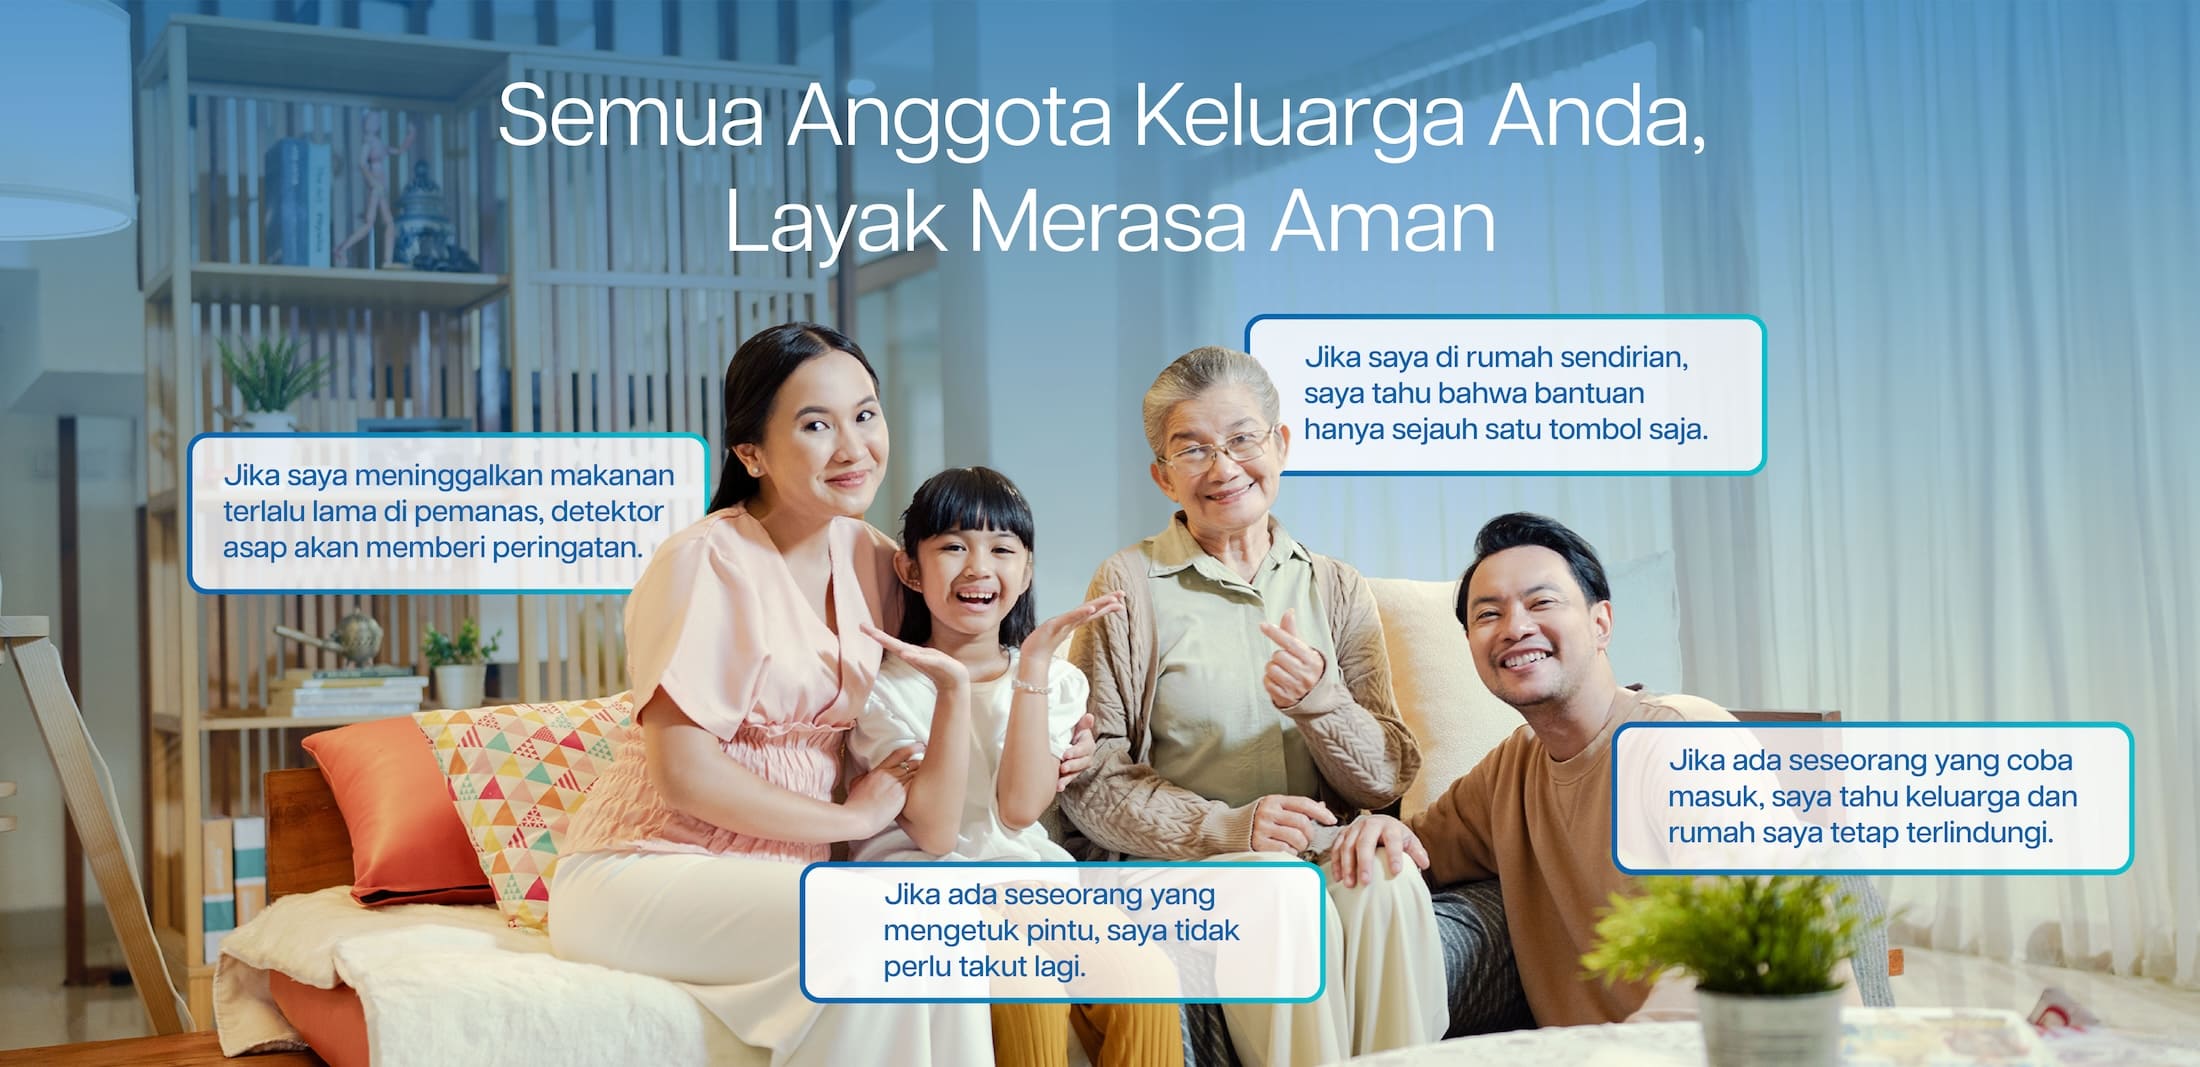 Semua Anggota Keluarga Anda,
Layak Merasa Aman
Jika saya di rumah sendirian,
saya tahu bahwa bantuan
hanya sejauh satu tombol saja.
Jika saya meninggalkan makanan
terlalu lama di pemanas, detektor
asap akan memberi peringatan.
Jika ada seseorang yang coba
masuk, saya tahu keluarga dan
rumah saya tetap terlindungi.
Jika ada seseorang yang
mengetuk pintu, saya tidak
perlu takut lagi.